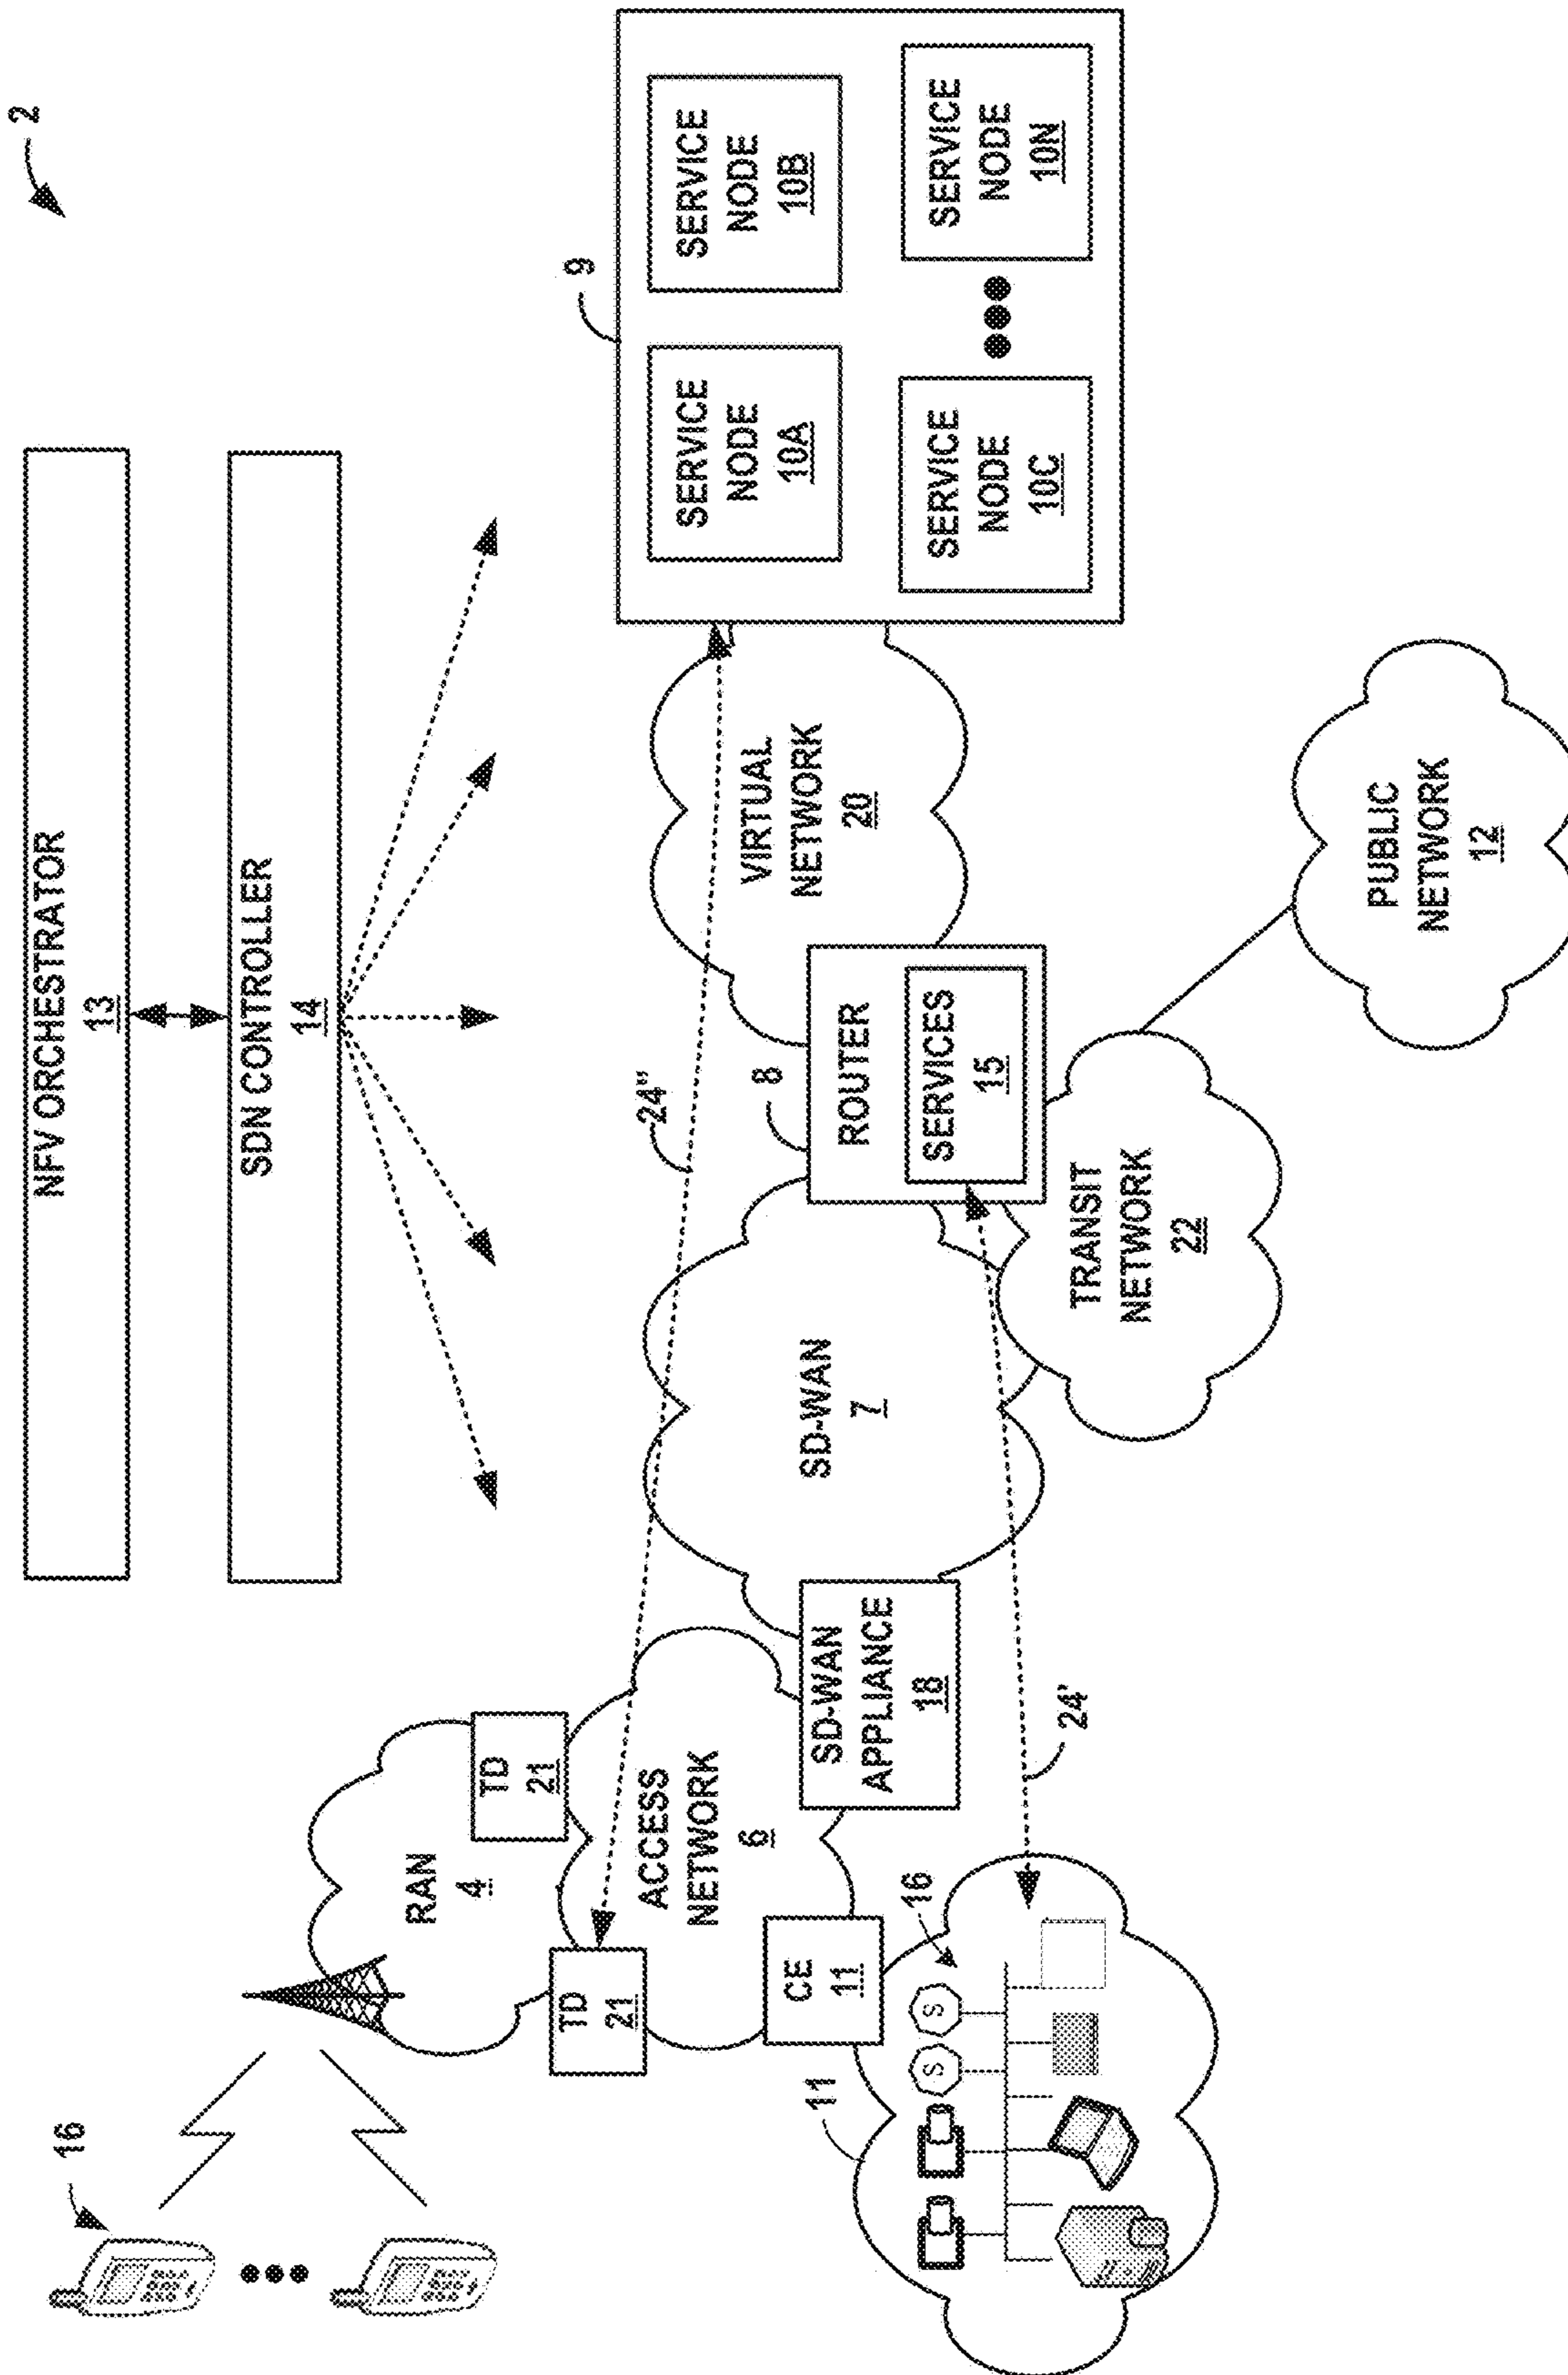 2
NFV ORCHESTRATOR
13
SDN CONTROLLER
14
16
RAN
4
TD
21
TD
21
ACCESS
NETWORK
6
CE
11
SD-WAN
APPLIANCE
18
SD-WAN
7
24"
8
ROUTER
SERVICES
15
VIRTUAL
NETWORK
20
9
SERVICE
NODE
10A
SERVICE
NODE
10B
SERVICE
NODE
10C
SERVICE
NODE
10N
11
16
S
S
24'
TRANSIT
NETWORK
22
PUBLIC
NETWORK
12